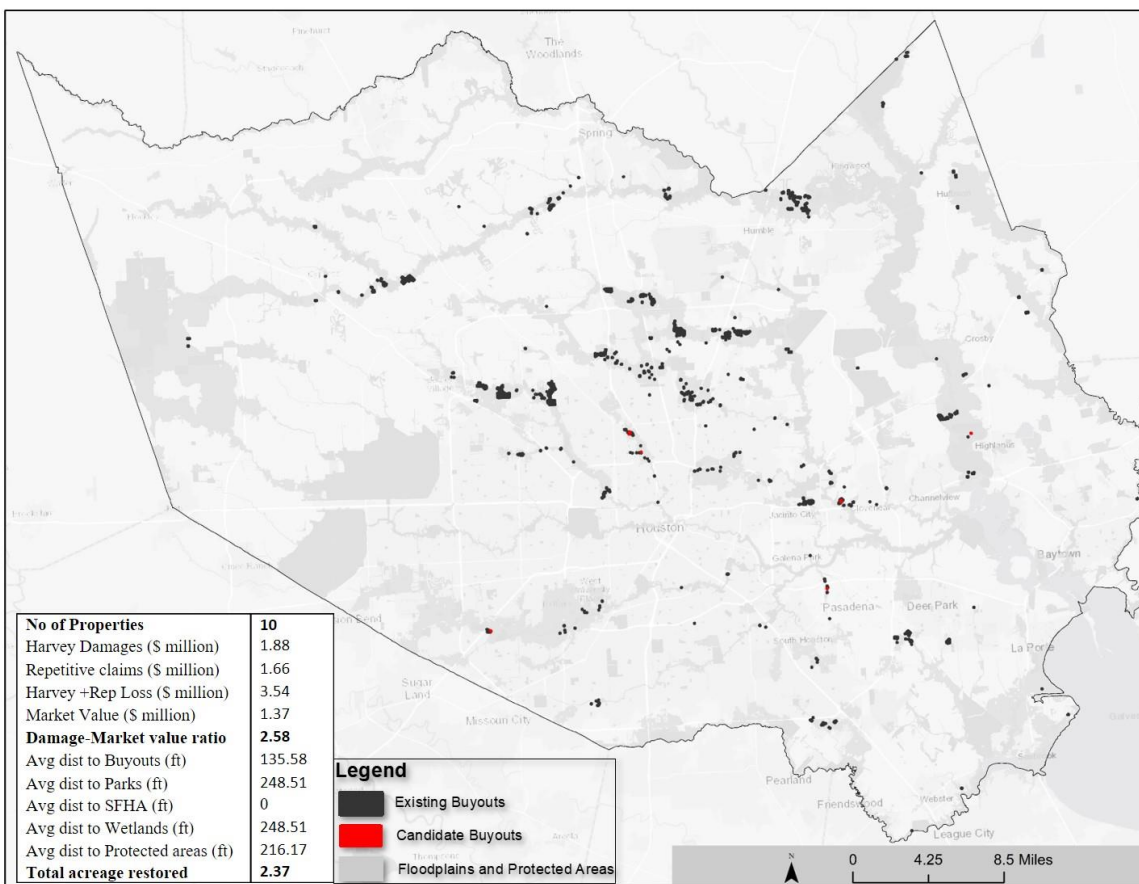 Pinehurst
The
Woodlands
Spring
Kingwood
Huffman
Humble
Crosby
Highlands
Channelview
Jacinto City
Cloverleaf
Houston
Baytown
Galena Park
West
Pasadena
Deer Park
South Houston
La Porte
Sugar
Land
Missouri City
Pearland
Friendswood
Webster
League City
No of Properties 10
Harvey Damages ($ million) 1.88
Repetitive claims ($ million) 1.66
Harvey +Rep Loss ($ million) 3.54
Market Value ($ million) 1.37
Damage-Market value ratio 2.58
Avg dist to Buyouts (ft) 135.58
Avg dist to Parks (ft) 248.51
Avg dist to SFHA (ft) 0
Avg dist to Wetlands (ft) 248.51
Avg dist to Protected areas (ft) 216.17
Total acreage restored 2.37
Legend
Existing Buyouts
Candidate Buyouts
Floodplains and Protected Areas
N
0 4.25 8.5 Miles